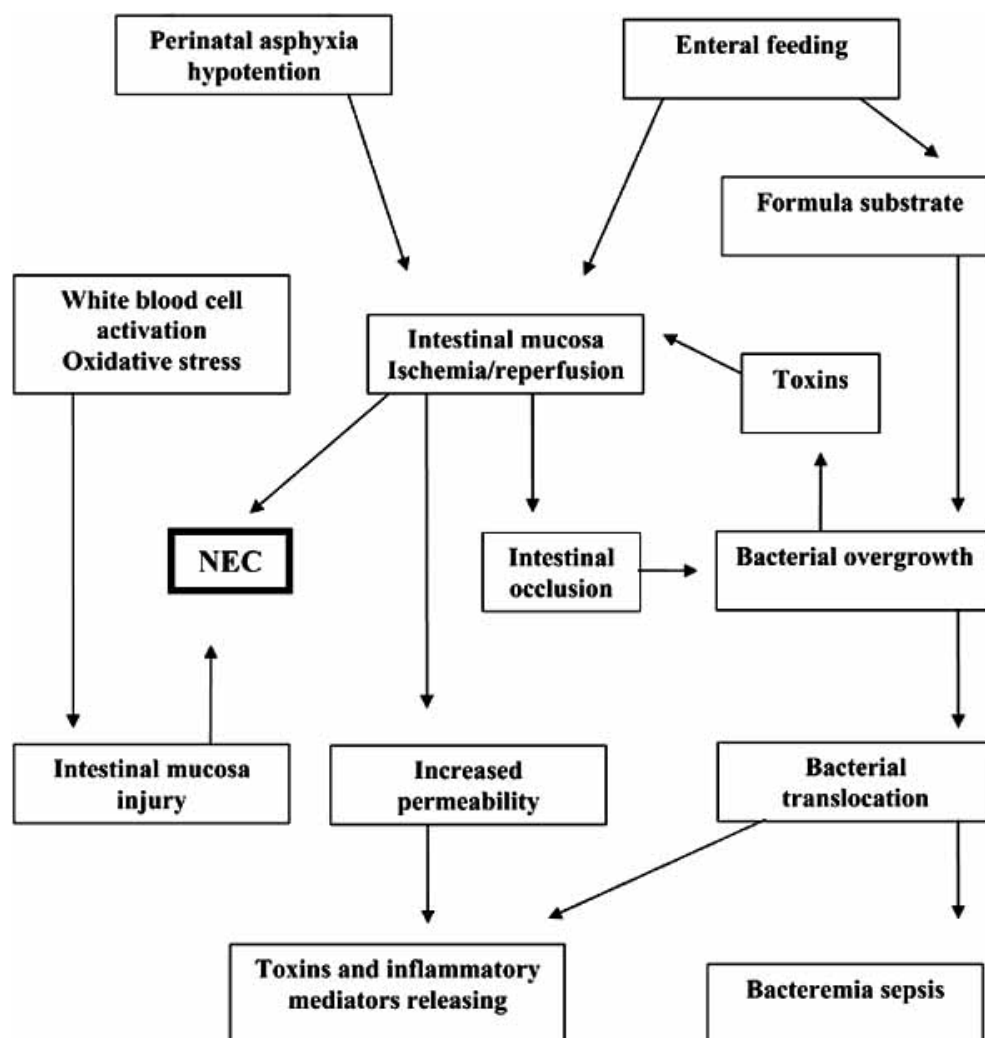 Perinatal asphyxia
hypotention
Enteral feeding
Formula substrate
White blood cell
activation
Oxidative stress
Intestinal mucosa
Ischemia/reperfusion
Toxins
NEC
Intestinal
occlusion
Bacterial overgrowth
Intestinal mucosa
injury
Increased
permeability
Bacterial
translocation
Toxins and inflammatory
mediators releasing
Bacteremia sepsis